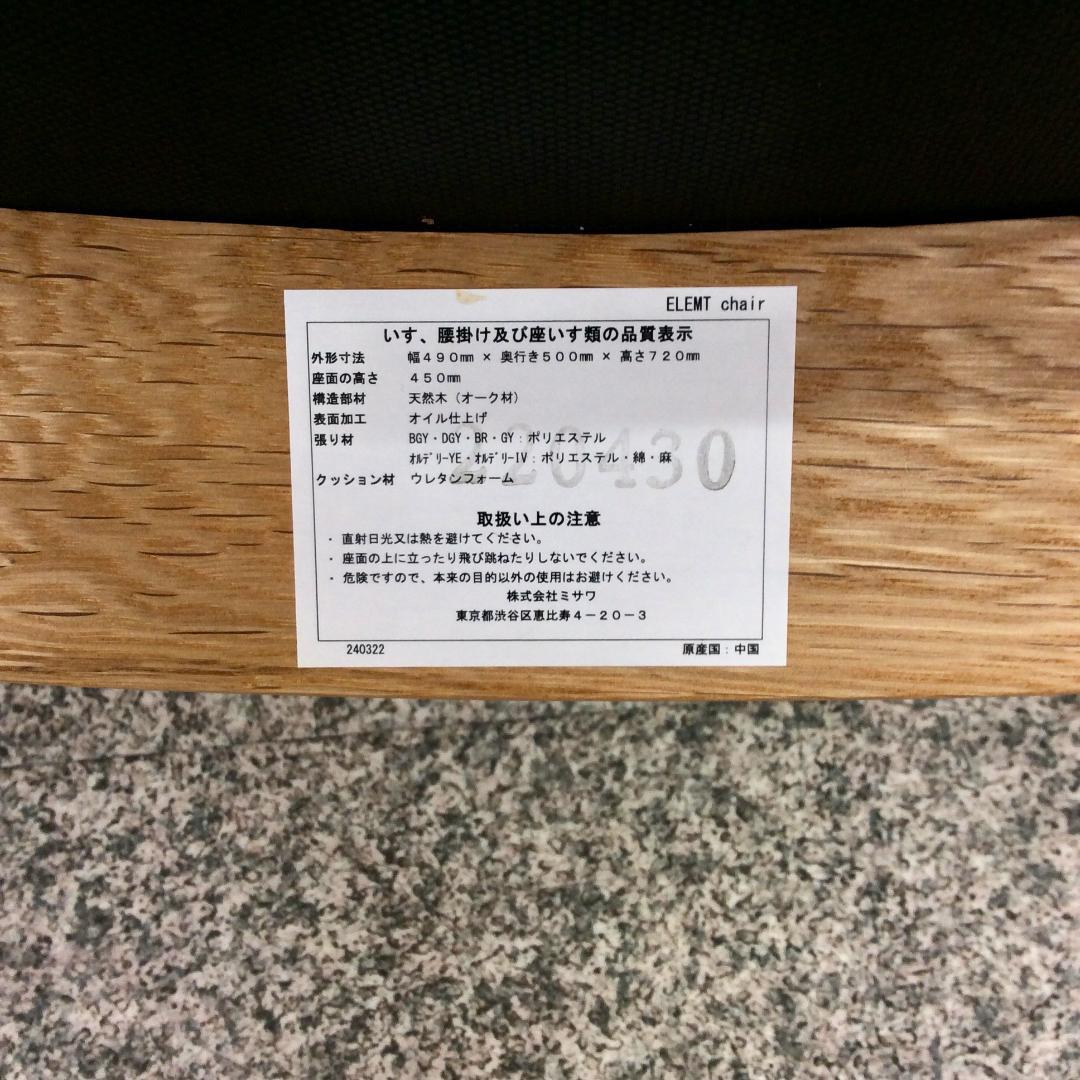 ELEMT chair
いす、腰掛け及び座いす類の品質表示
外形寸法 幅４９０㎜ × 奥行き５００㎜ × 高さ７２０㎜
座面の高さ ４５０㎜
構造部材 天然木（オーク材）
表面加工 オイル仕上げ
張り材 BGY・DGY・BR・GY：ポリエステル
ｵﾙﾃﾞﾘｰYE・ｵﾙﾃﾞﾘｰIV：ポリエステル・綿・麻
220430
クッション材 ウレタンフォーム
取扱い上の注意
・ 直射日光又は熱を避けてください。
・ 座面の上に立ったり飛び跳ねたりしないでください。
・ 危険ですので、本来の目的以外の使用はお避けください。
株式会社ミサワ
東京都渋谷区恵比寿４－２０－３
240322 原産国：中国